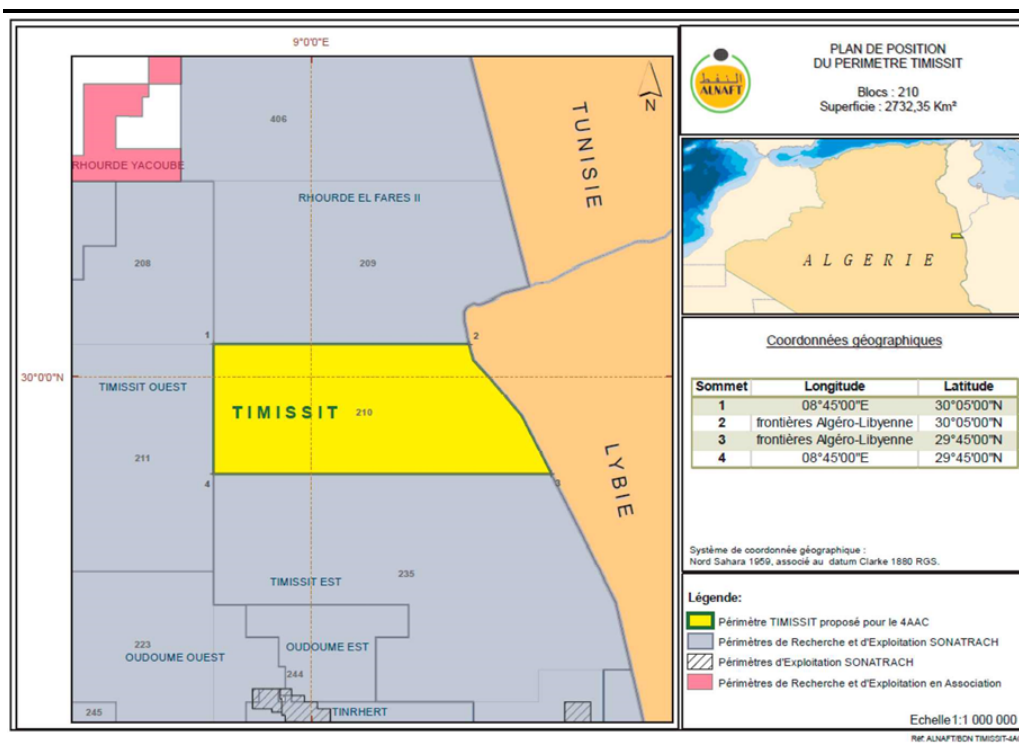 9°0'0"E
PLAN DE POSITION
DU PERIMETRE TIMISSIT
Blocs : 210
Superficie : 2732,35 Km²
ALNAFT
N
TUNISIE
406
RHOURDE YACOUBE
RHOURDE EL FARES II
208
209
ALGERIE
1
2
30°0'0"N
TIMISSIT OUEST
TIMISSIT
210
211
LYBIE
4
3
Coordonnées géographiques
Sommet Longitude Latitude
1 08°45'00"E 30°05'00"N
2 frontières Algéro-Libyenne 30°05'00"N
3 frontières Algéro-Libyenne 29°45'00"N
4 08°45'00"E 29°45'00"N
Système de coordonnée géographique :
Nord Sahara 1959, associé au datum Clarke 1880 RGS.
TIMISSIT EST
235
223
OUDOUME OUEST
OUDOUME EST
244
245
TINRHERT
Légende:
Périmètre TIMISSIT proposé pour le 4AAC
Périmètres de Recherche et d'Exploitation SONATRACH
Périmètres d'Exploitation SONATRACH
Périmètres de Recherche et d'Exploitation en Association
Echelle1:1 000 000
Ref: ALNAFT/BON TIMISSIT-4A